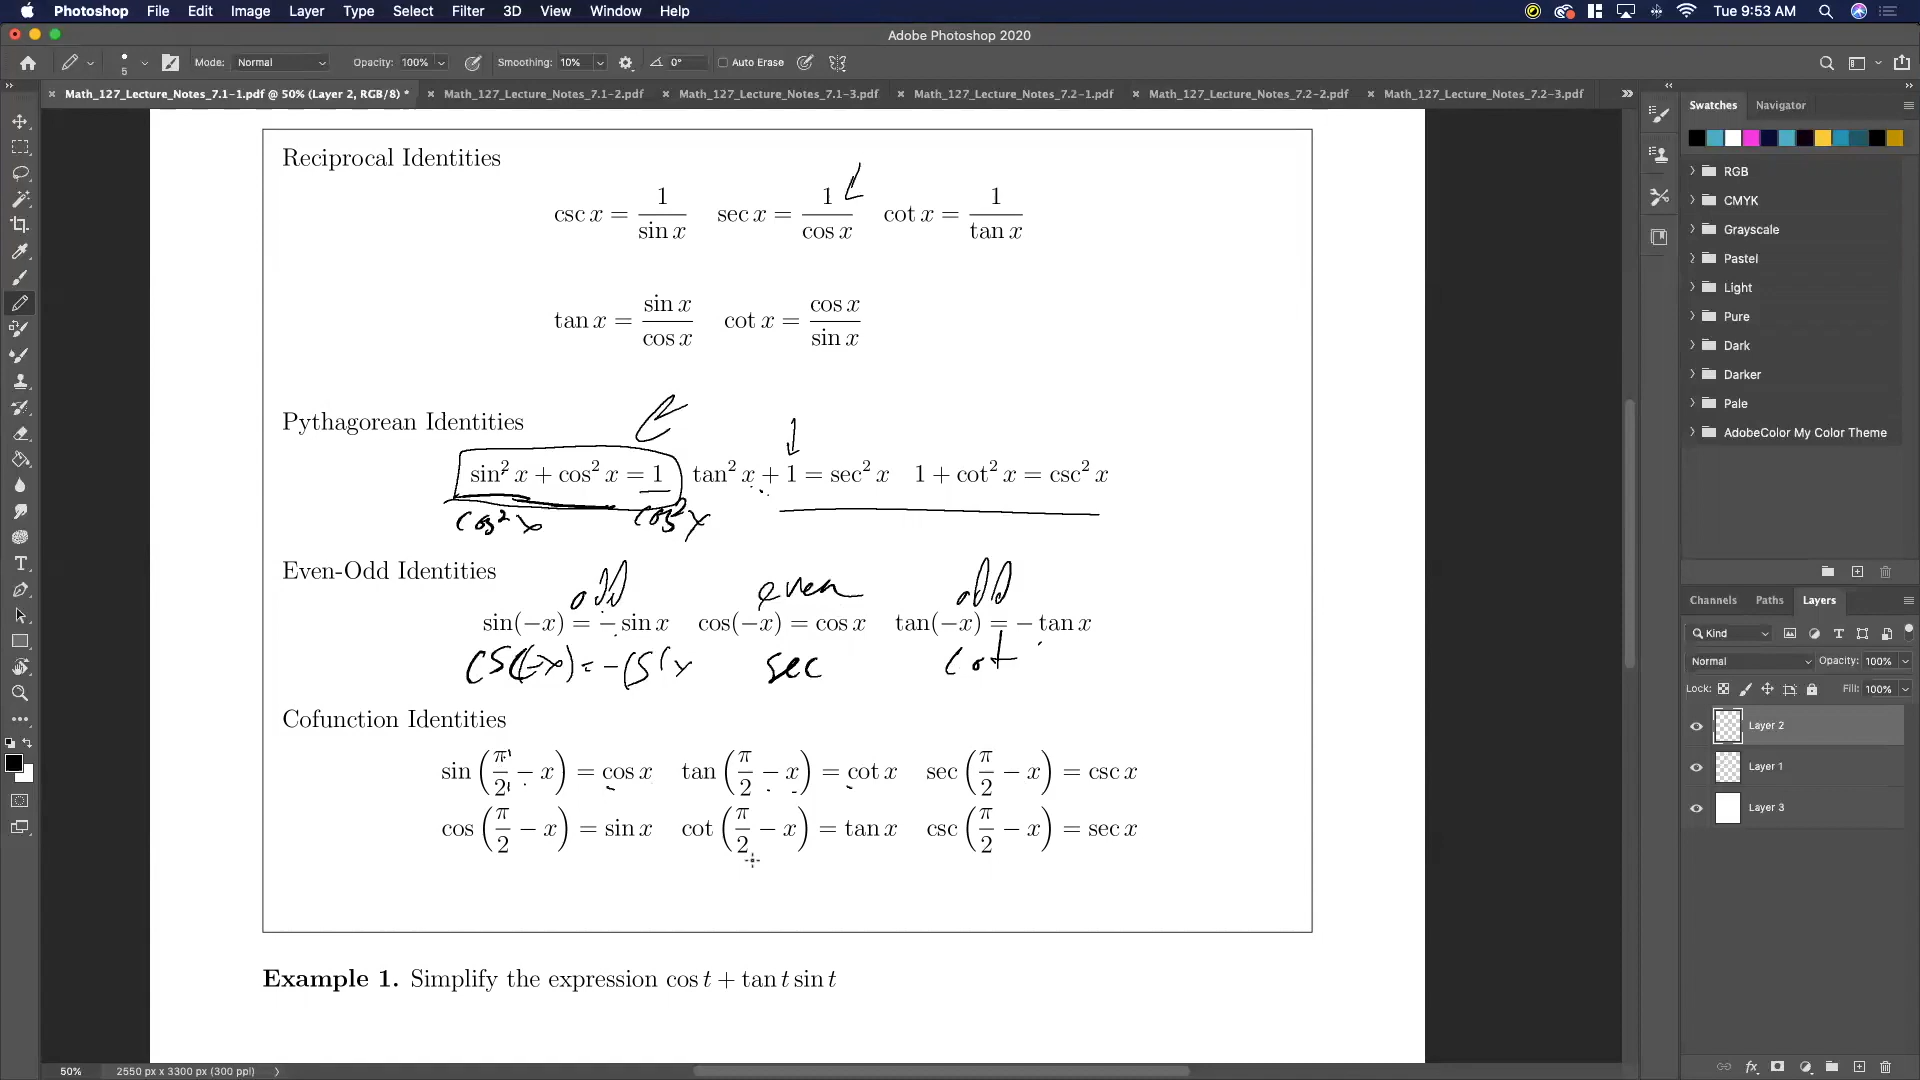 Photoshop File Edit Image Layer Type Select Filter 3D View Window Help Tue 9:53 AM
Adobe Photoshop 2020
5 Mode: Normal Opacity: 100% Smoothing: 10% 0° Auto Erase
× Math_127_Lecture_Notes_7.1-1.pdf @ 50% (Layer 2, RGB/8) * × Math_127_Lecture_Notes_7.1-2.pdf × Math_127_Lecture_Notes_7.1-3.pdf × Math_127_Lecture_Notes_7.2-1.pdf × Math_127_Lecture_Notes_7.2-2.pdf × Math_127_Lecture_Notes_7.2-3.pdf
Reciprocal Identities
csc x = 1/sin x sec x = 1/cos x cot x = 1/tan x
tan x = sin x/cos x cot x = cos x/sin x
Pythagorean Identities
sin² x + cos² x = 1 tan² x + 1 = sec² x 1 + cot² x = csc² x
cos² x cos² x
Even-Odd Identities
odd even odd
sin(−x) = − sin x cos(−x) = cos x tan(−x) = − tan x
csc(-x) = -csc x sec cot
Cofunction Identities
sin (π/2 − x) = cos x tan (π/2 − x) = cot x sec (π/2 − x) = csc x
cos (π/2 − x) = sin x cot (π/2 − x) = tan x csc (π/2 − x) = sec x
Example 1. Simplify the expression cos t + tan t sin t
50% 2550 px x 3300 px (300 ppi)
Swatches Navigator
RGB
CMYK
Grayscale
Pastel
Light
Pure
Dark
Darker
Pale
AdobeColor My Color Theme
Channels Paths Layers
Kind
Normal Opacity: 100%
Lock: Fill: 100%
Layer 2
Layer 1
Layer 3
fx